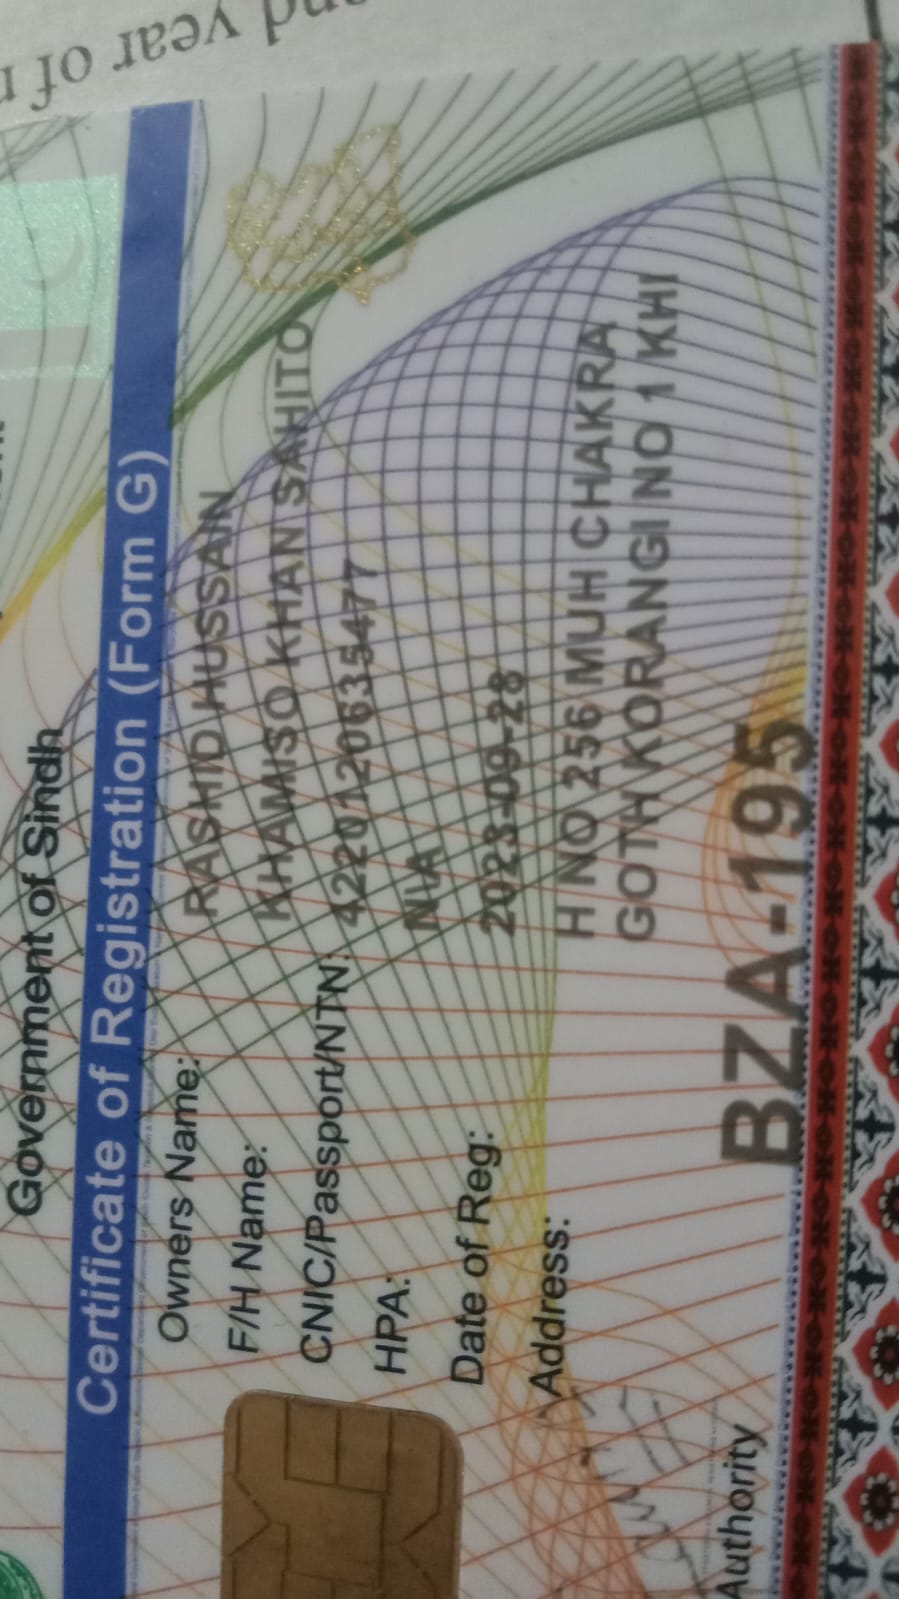 and year of
Government of Sindh
Certificate of Registration (Form G)
Owners Name: RASHID HUSSAIN
F/H Name: KHAMISO KHAN SAHITO
CNIC/Passport/NTN: 4220120635477
HPA: N\A
Date of Reg: 2023-09-28
Address: H NO 256 MUH CHAKRA
GOTH KORANGI NO 1 KHI
BZA-195
Authority